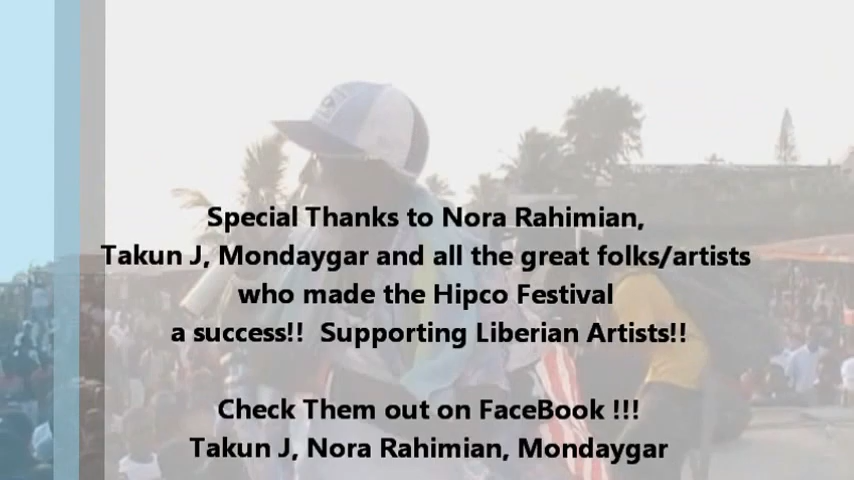 Special Thanks to Nora Rahimian,
Takun J, Mondaygar and all the great folks/artists
who made the Hipco Festival
a success!!  Supporting Liberian Artists!!
Check Them out on FaceBook !!!
Takun J, Nora Rahimian, Mondaygar